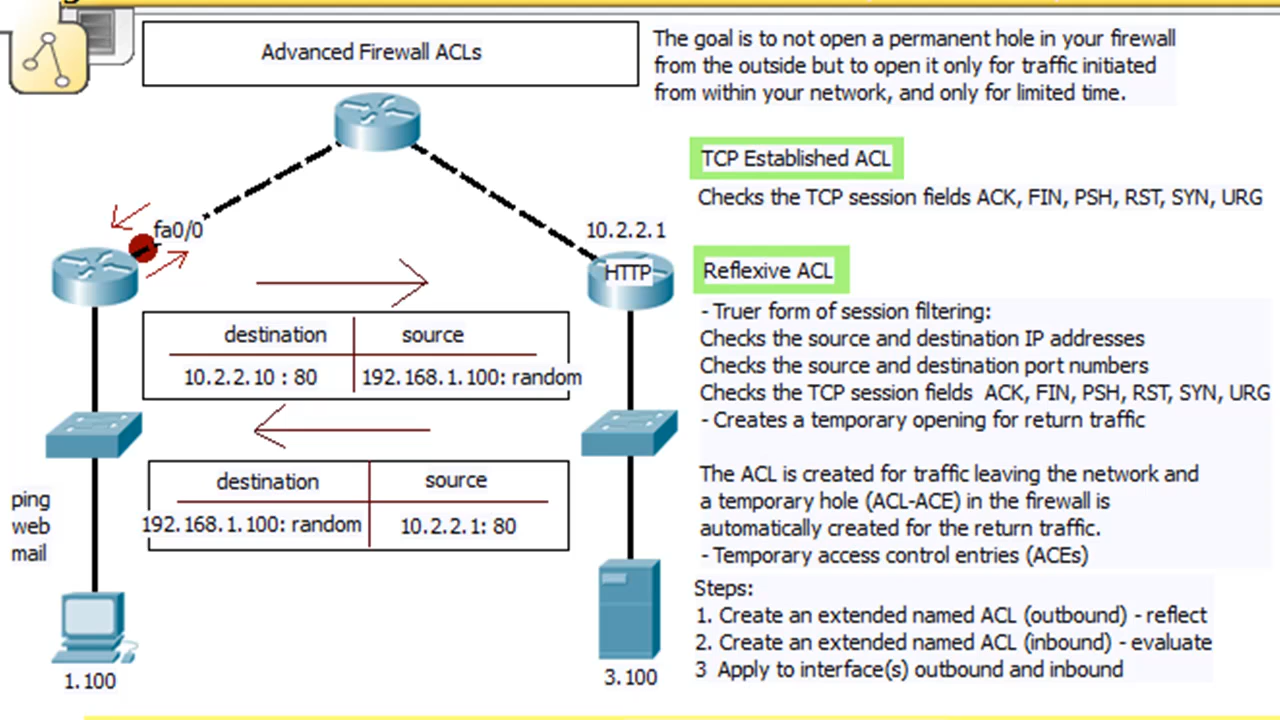 Advanced Firewall ACLs
The goal is to not open a permanent hole in your firewall
from the outside but to open it only for traffic initiated
from within your network, and only for limited time.
TCP Established ACL
Checks the TCP session fields ACK, FIN, PSH, RST, SYN, URG
fa0/0
10.2.2.1
HTTP
Reflexive ACL
- Truer form of session filtering:
Checks the source and destination IP addresses
Checks the source and destination port numbers
Checks the TCP session fields ACK, FIN, PSH, RST, SYN, URG
- Creates a temporary opening for return traffic
The ACL is created for traffic leaving the network and
a temporary hole (ACL-ACE) in the firewall is
automatically created for the return traffic.
- Temporary access control entries (ACEs)
Steps:
1. Create an extended named ACL (outbound) - reflect
2. Create an extended named ACL (inbound) - evaluate
3 Apply to interface(s) outbound and inbound
destination source
10.2.2.10 : 80 192.168.1.100: random
destination source
192.168.1.100: random 10.2.2.1: 80
ping
web
mail
1.100
3.100